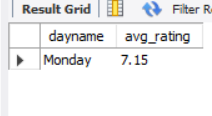 Result Grid Filter R
dayname avg_rating
Monday 7.15